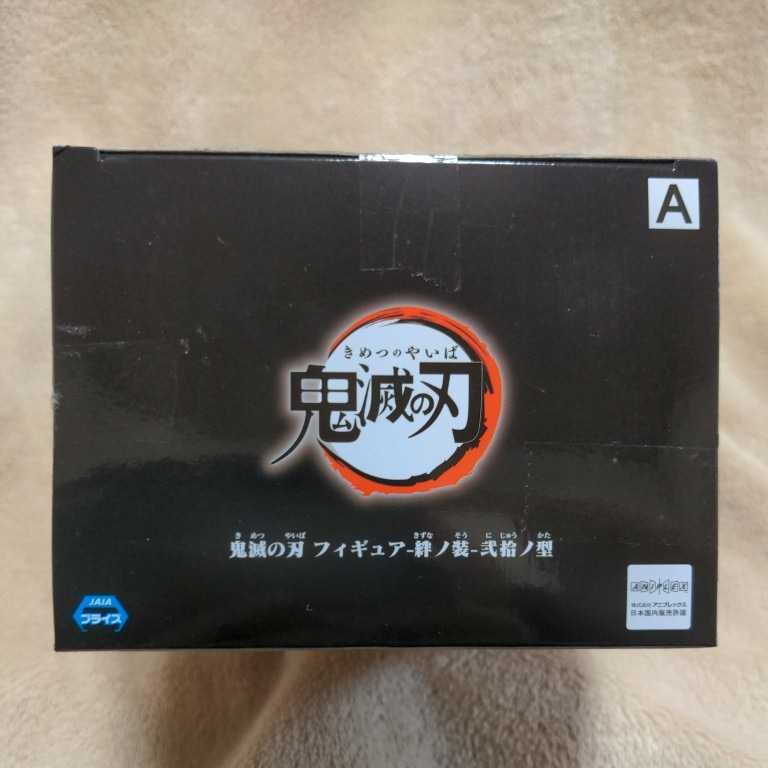 A
きめつのやいば
鬼滅の刃
き めつ やいば きずな そう に じゅう かた
鬼滅の刃 フィギュア-絆ノ装-弐拾ノ型
JAIA
プライズ
ANIPLEX
株式会社アニプレックス
日本国内販売許諾